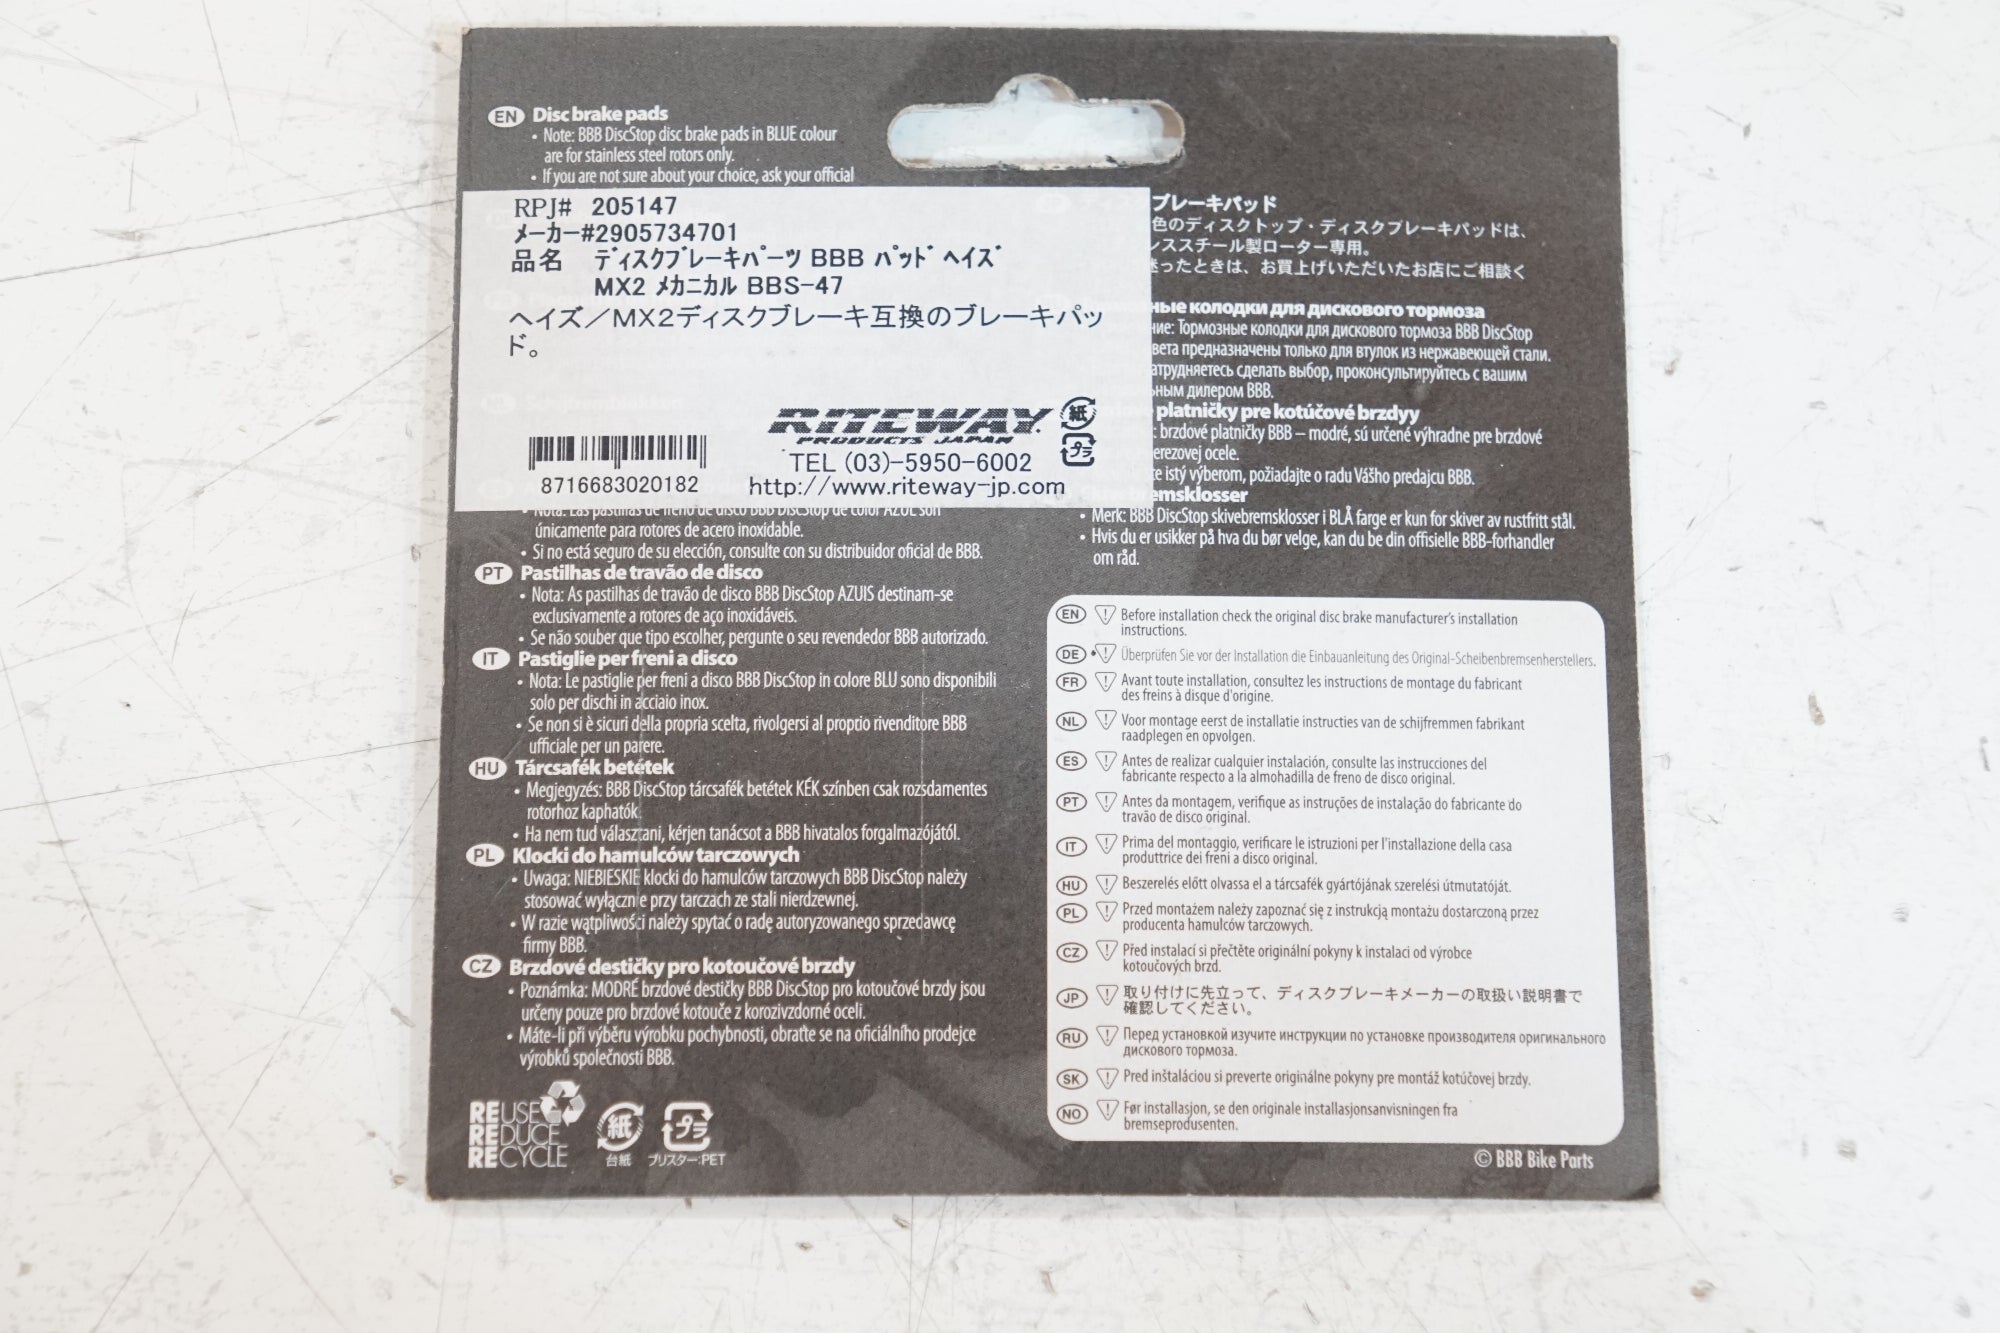 EN Disc brake pads
• Note: BBB DiscStop disc brake pads in BLUE colour
are for stainless steel rotors only.
• If you are not sure about your choice, ask your official
RPJ# 205147
メーカー#2905734701
品名 ﾃﾞｨｽｸﾌﾞﾚｰｷﾊﾟｰﾂ BBB ﾊﾟｯﾄﾞ ﾍｲｽﾞ
MX2 ﾒｶﾆｶﾙ BBS-47
ヘイズ／MX2ディスクブレーキ互換のブレーキパッ
ド。
RITEWAY
PRODUCTS JAPAN
紙
プラ
TEL (03)-5950-6002
8716683020182
http://www.riteway-jp.com
• Nota: Las pastillas de freno de disco BBB DiscStop de color AZUL son
únicamente para rotores de acero inoxidable.
• Si no está seguro de su elección, consulte con su distribuidor oficial de BBB.
PT Pastilhas de travão de disco
• Nota: As pastilhas de travão de disco BBB DiscStop AZUIS destinam-se
exclusivamente a rotores de aço inoxidáveis.
• Se não souber que tipo escolher, pergunte o seu revendedor BBB autorizado.
IT Pastiglie per freni a disco
• Nota: Le pastiglie per freni a disco BBB DiscStop in colore BLU sono disponibili
solo per dischi in acciaio inox.
• Se non si è sicuri della propria scelta, rivolgersi al proprio rivenditore BBB
ufficiale per un parere.
HU Tárcsafék betétek
• Megjegyzés: BBB DiscStop tárcsafék betétek KÉK színben csak rozsdamentes
rotorhoz kaphatók.
• Ha nem tud választani, kérjen tanácsot a BBB hivatalos forgalmazójától.
PL Klocki do hamulców tarczowych
• Uwaga: NIEBIESKIE klocki do hamulców tarczowych BBB DiscStop należy
stosować wyłącznie przy tarczach ze stali nierdzewnej.
• W razie wątpliwości należy spytać o radę autoryzowanego sprzedawcę
firmy BBB.
CZ Brzdové destičky pro kotoučové brzdy
• Poznámka: MODRÉ brzdové destičky BBB DiscStop pro kotoučové brzdy jsou
určeny pouze pro brzdové kotouče z korozivzdorné oceli.
• Máte-li při výběru výrobku pochybnosti, obraťte se na oficiálního prodejce
výrobků společnosti BBB.
REUSE
REDUCE
RECYCLE
紙
台紙
プラ
ブリスター:PET
ブレーキパッド
色のディスクトップ・ディスクブレーキパッドは、
ンススチール製ローター専用。
迷ったときは、お買上げいただいたお店にご相談く
ные колодки для дискового тормоза
ние: Тормозные колодки для дискового тормоза BBB DiscStop
вета предназначены только для втулок из нержавеющей стали.
атрудняетесь сделать выбор, проконсультируйтесь с вашим
ьным дилером BBB.
platničky pre kotúčové brzdyy
: brzdové platničky BBB – modré, sú určené výhradne pre brzdové
erezovej ocele.
te istý výberom, požiadajte o radu Vášho predajcu BBB.
emsklosser
• Merk: BBB DiscStop skivebremsklosser i BLÅ farge er kun for skiver av rustfritt stål.
• Hvis du er usikker på hva du bør velge, kan du be din offisielle BBB-forhandler
om råd.
EN Before installation check the original disc brake manufacturer's installation
instructions.
DE Überprüfen Sie vor der Installation die Einbauanleitung des Original-Scheibenbremsenherstellers.
FR Avant toute installation, consultez les instructions de montage du fabricant
des freins à disque d'origine.
NL Voor montage eerst de installatie instructies van de schijfremmen fabrikant
raadplegen en opvolgen.
ES Antes de realizar cualquier instalación, consulte las instrucciones del
fabricante respecto a la almohadilla de freno de disco original.
PT Antes da montagem, verifique as instruções de instalação do fabricante do
travão de disco original.
IT Prima del montaggio, verificare le istruzioni per l'installazione della casa
produttrice dei freni a disco original.
HU Beszerelés előtt olvassa el a tárcsafék gyártójának szerelési útmutatóját.
PL Przed montażem należy zapoznać się z instrukcją montażu dostarczoną przez
producenta hamulców tarczowych.
CZ Před instalací si přečtěte originální pokyny k instalaci od výrobce
kotoučových brzd.
JP 取り付けに先立って、ディスクブレーキメーカーの取扱い説明書で
確認してください。
RU Перед установкой изучите инструкции по установке производителя оригинального
дискового тормоза.
SK Pred inštaláciou si preverte originálne pokyny pre montáž kotúčovej brzdy.
NO Før installasjon, se den originale installasjonsanvisningen fra
bremseprodusenten.
© BBB Bike Parts